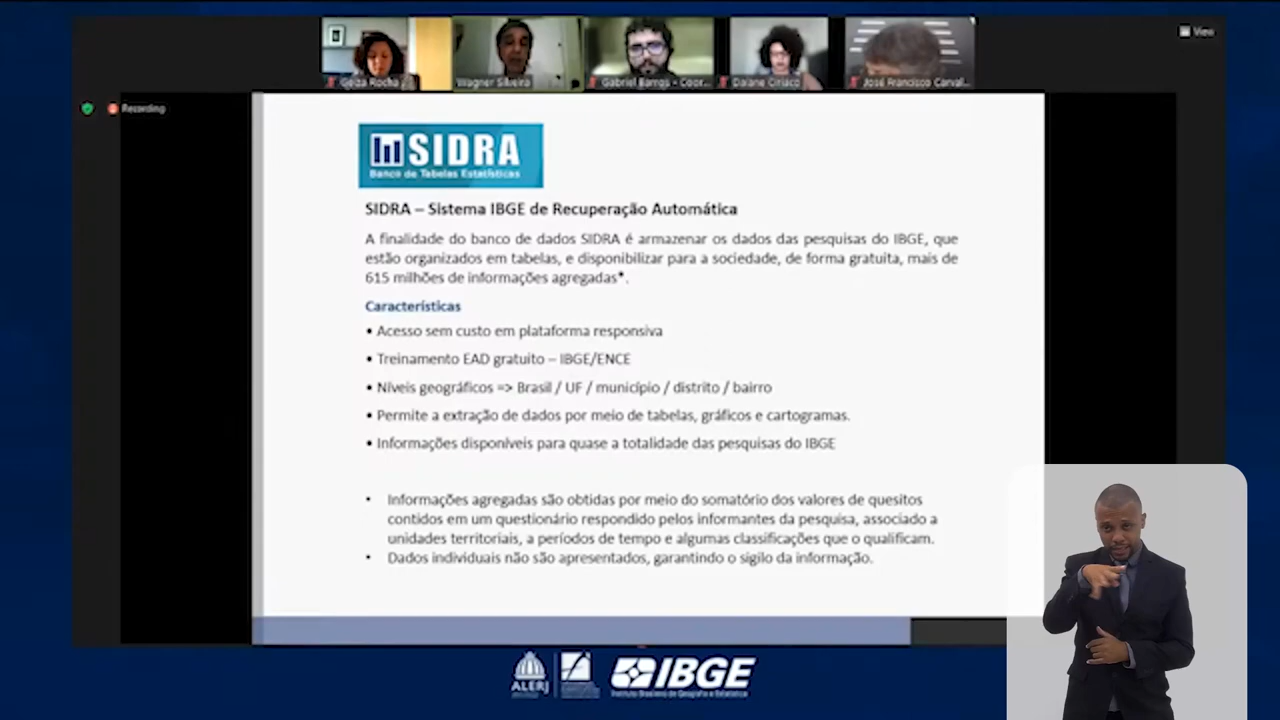 View
Geiza Rocha
Wagner Silveira
Gabriel Barros - Coor...
Daiane Ciriaco
José Francisco Carval...
Recording
SIDRA
Banco de Tabelas Estatísticas
SIDRA – Sistema IBGE de Recuperação Automática
A finalidade do banco de dados SIDRA é armazenar os dados das pesquisas do IBGE, que
estão organizados em tabelas, e disponibilizar para a sociedade, de forma gratuita, mais de
615 milhões de informações agregadas*.
Características
• Acesso sem custo em plataforma responsiva
• Treinamento EAD gratuito – IBGE/ENCE
• Níveis geográficos => Brasil / UF / município / distrito / bairro
• Permite a extração de dados por meio de tabelas, gráficos e cartogramas.
• Informações disponíveis para quase a totalidade das pesquisas do IBGE
• Informações agregadas são obtidas por meio do somatório dos valores de quesitos
contidos em um questionário respondido pelos informantes da pesquisa, associado a
unidades territoriais, a períodos de tempo e algumas classificações que o qualificam.
• Dados individuais não são apresentados, garantindo o sigilo da informação.
ALERJ
IBGE
Instituto Brasileiro de Geografia e Estatística